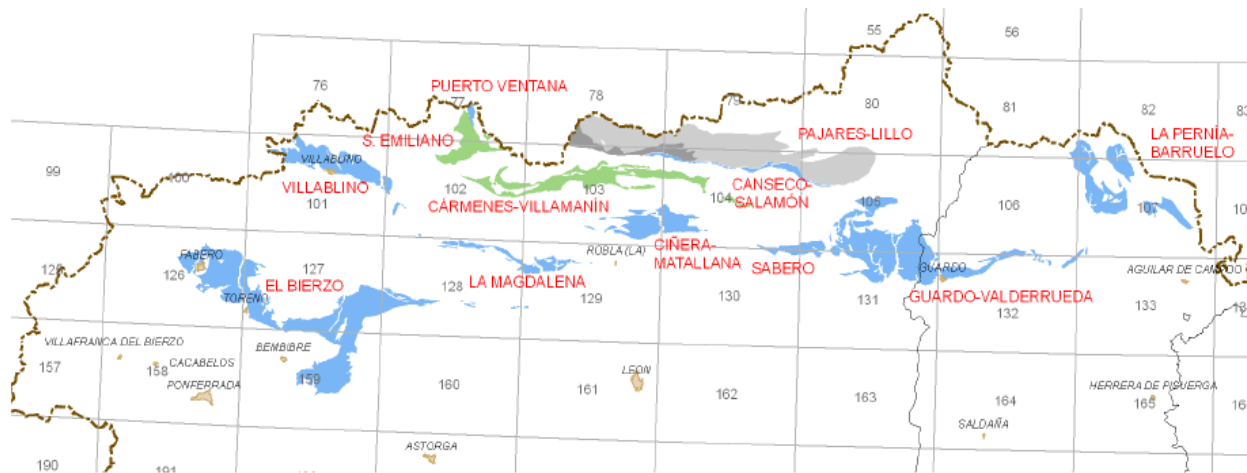 55
56
76
77
PUERTO VENTANA
78
79
80
81
82
83
S. EMILIANO
PAJARES-LILLO
LA PERNÍA-
BARRUELO
99
100
VILLABLINO
VILLABLINO
101
102
CÁRMENES-VILLAMANÍN
103
104
CANSECO-
SALAMÓN
105
106
107
FABERO
126
127
EL BIERZO
TORENO
128
LA MAGDALENA
ROBLA (LA)
129
CIÑERA-
MATALLANA
130
SABERO
131
GUARDO
GUARDO-VALDERRUEDA
132
AGUILAR DE CAMPOO
133
VILLAFRANCA DEL BIERZO
157
158
CACABELOS
PONFERRADA
BEMBIBRE
159
160
161
LEON
162
163
164
HERRERA DE PISUERGA
165
SALDAÑA
ASTORGA
190
191